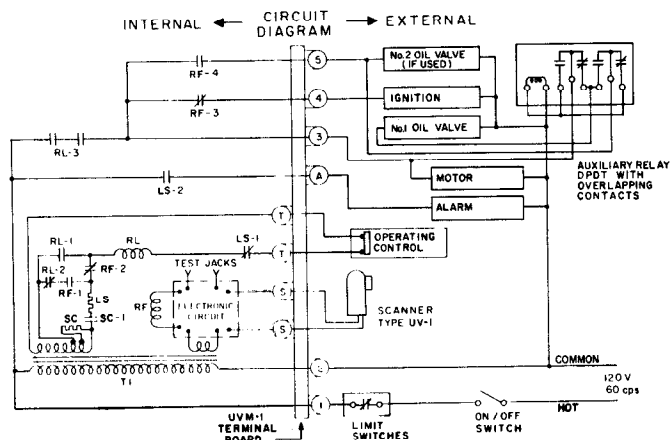 INTERNAL
CIRCUIT
DIAGRAM
EXTERNAL
RF-4
5
No.2 OIL VALVE
(IF USED)
RF-3
4
IGNITION
RL-3
3
No.1 OIL VALVE
LS-2
A
MOTOR
ALARM
AUXILIARY RELAY
DPDT WITH
OVERLAPPING
CONTACTS
T
RL-1
RL
LS-1
T
OPERATING
CONTROL
RL-2
RF-2
RF-1
TEST JACKS
LS
RF
ELECTRONIC
CIRCUIT
S
SC
SC-1
S
SCANNER
TYPE UV-1
T1
2
COMMON
120V
60 cps
1
HOT
UVM-1
TERMINAL
BOARD
LIMIT
SWITCHES
ON / OFF
SWITCH